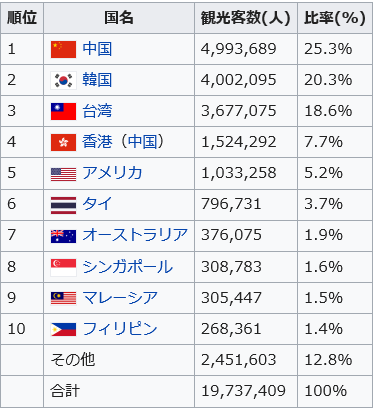 順位 国名 観光客数(人) 比率(%)
1 中国 4,993,689 25.3%
2 韓国 4,002,095 20.3%
3 台湾 3,677,075 18.6%
4 香港（中国） 1,524,292 7.7%
5 アメリカ 1,033,258 5.2%
6 タイ 796,731 3.7%
7 オーストラリア 376,075 1.9%
8 シンガポール 308,783 1.6%
9 マレーシア 305,447 1.5%
10 フィリピン 268,361 1.4%
その他 2,451,603 12.8%
合計 19,737,409 100%